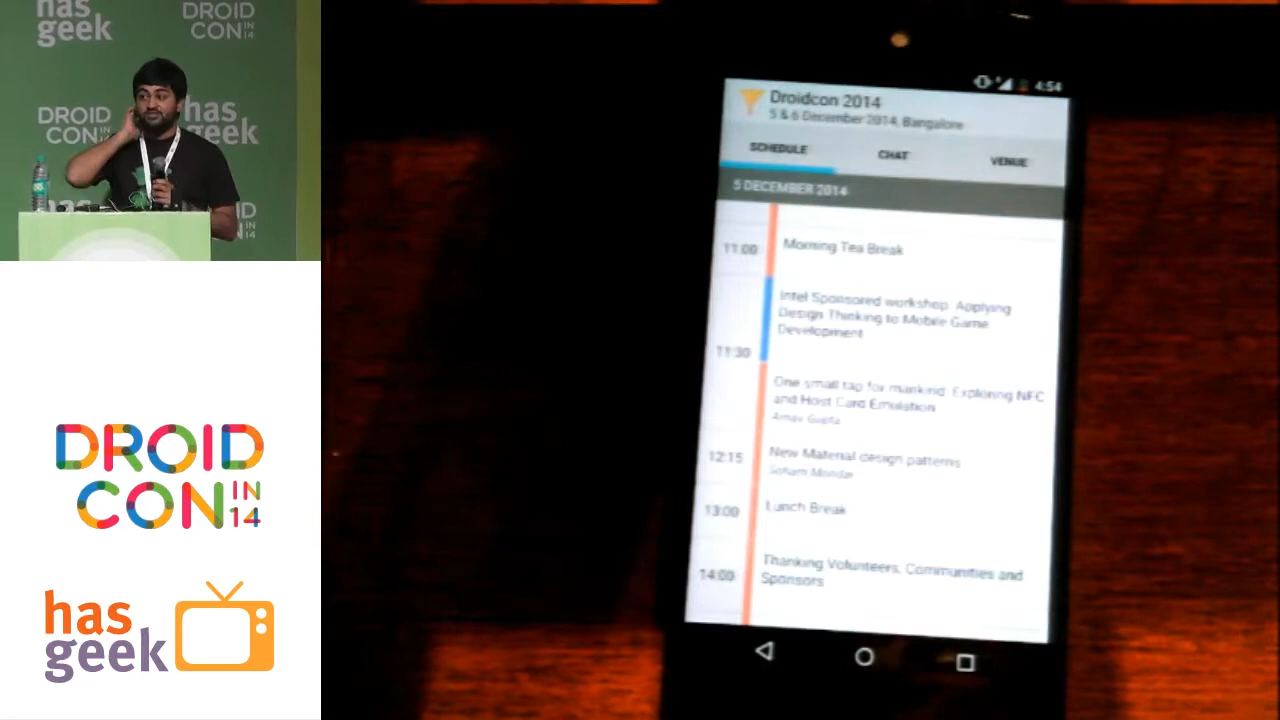 has
geek
DROID
CON IN
14
DROID
CON IN
14
has
geek
DROID
CON IN
14
has
geek
4:54
Droidcon 2014
5 & 6 December 2014, Bangalore
SCHEDULE
CHAT
VENUE
5 DECEMBER 2014
11:00
Morning Tea Break
Intel Sponsored workshop: Applying
Design Thinking to Mobile Game
Development
11:30
One small tap for mankind: Exploring NFC
and Host Card Emulation
Arnav Gupta
12:15
New Material design patterns
Soham Mondal
13:00
Lunch Break
14:00
Thanking Volunteers, Communities and
Sponsors